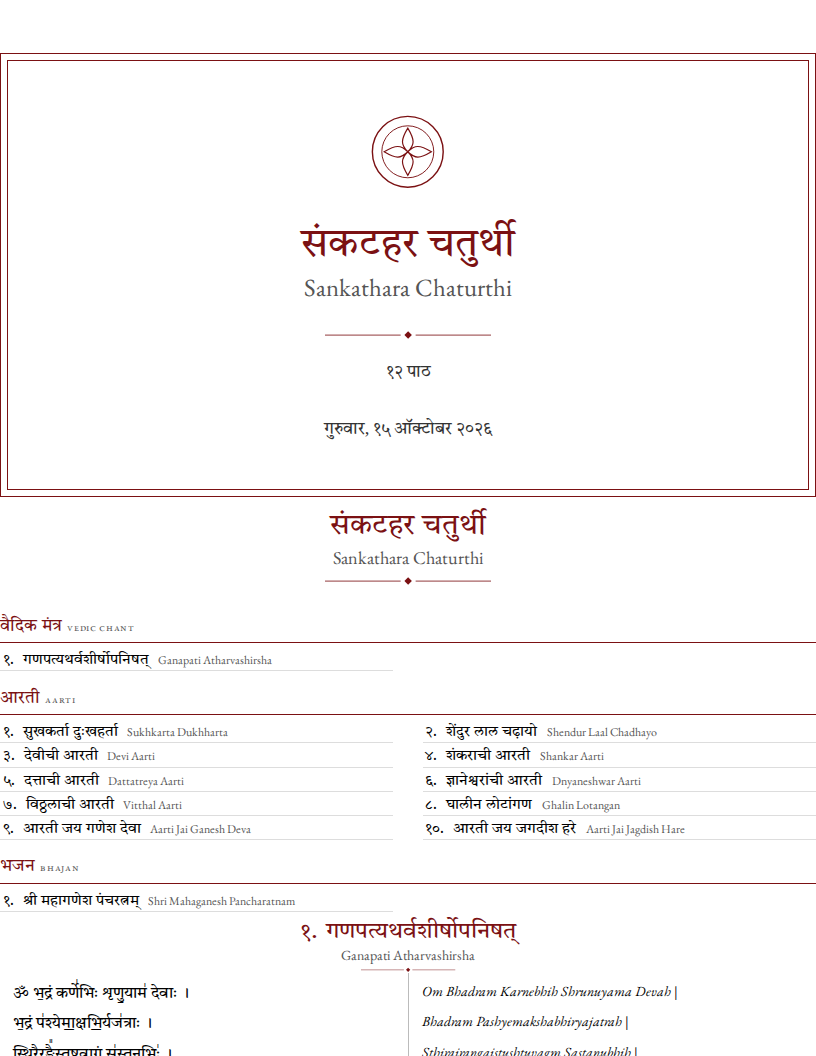 संकटहर चतुर्थी
Sankathara Chaturthi
१२ पाठ
गुरुवार, १५ ऑक्टोबर २०२६
संकटहर चतुर्थी
Sankathara Chaturthi
वैदिक मंत्र VEDIC CHANT
१. गणपत्यथर्वशीर्षोपनिषत् Ganapati Atharvashirsha
आरती AARTI
१. सुखकर्ता दुःखहर्ता Sukhkarta Dukhharta
२. शेंदुर लाल चढ़ायो Shendur Laal Chadhayo
३. देवीची आरती Devi Aarti
४. शंकराची आरती Shankar Aarti
५. दत्ताची आरती Dattatreya Aarti
६. ज्ञानेश्वरांची आरती Dnyaneshwar Aarti
७. विठ्ठलाची आरती Vitthal Aarti
८. घालीन लोटांगण Ghalin Lotangan
९. आरती जय गणेश देवा Aarti Jai Ganesh Deva
१०. आरती जय जगदीश हरे Aarti Jai Jagdish Hare
भजन BHAJAN
१. श्री महागणेश पंचरत्नम् Shri Mahaganesh Pancharatnam
१. गणपत्यथर्वशीर्षोपनिषत्
Ganapati Atharvashirsha
ॐ भ॒द्रं कर्णे॑भिः शृणु॒याम॑ देवाः ।
भ॒द्रं प॑श्येमा॒क्षभि॒र्यज॑त्राः ।
Om Bhadram Karnebhih Shrunuyama Devah |
Bhadram Pashyemakshabhiryajatrah |
Sthirairangaistushtuvagm Sastanubhih |